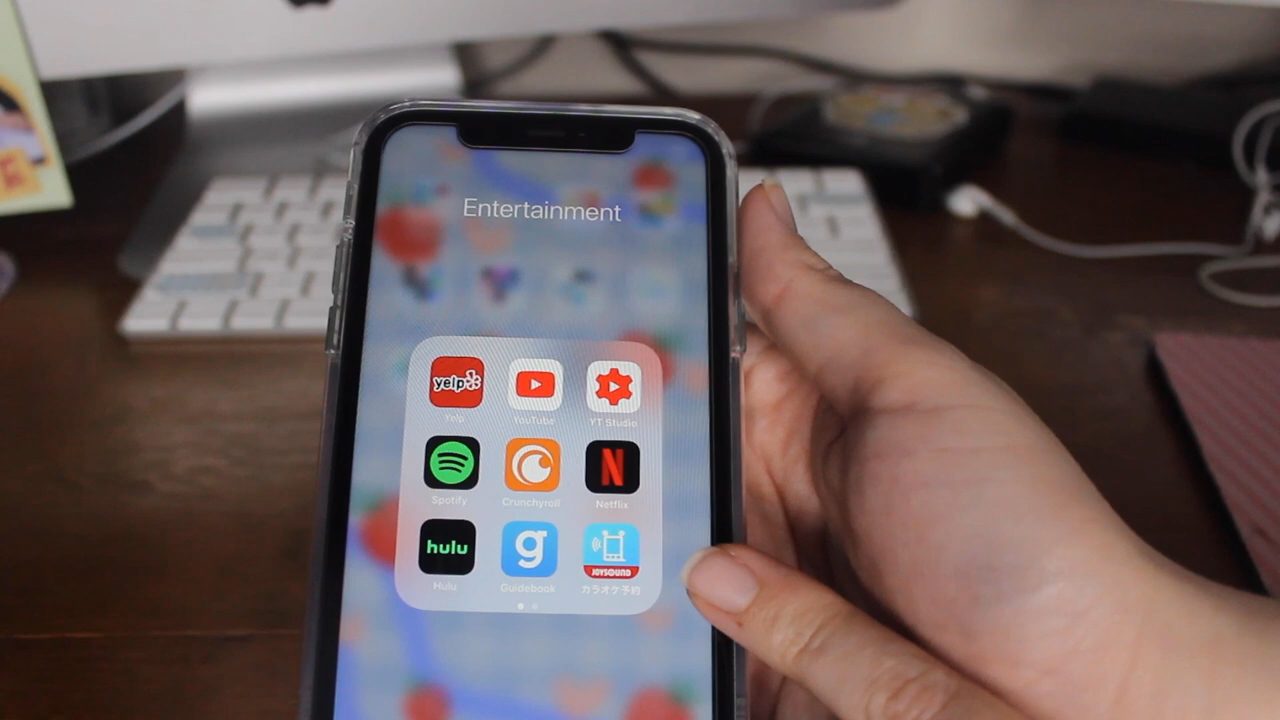 Entertainment
yelp
Yelp
YouTube
YT Studio
Spotify
Crunchyroll
N
Netflix
hulu
Hulu
g
Guidebook
JOYSOUND
カラオケ予約